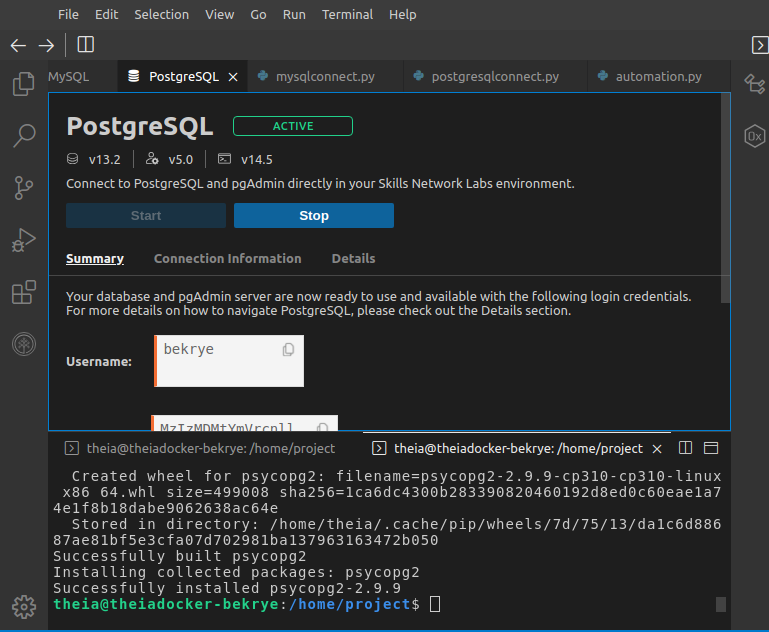 File Edit Selection View Go Run Terminal Help
MySQL PostgreSQL mysqlconnect.py postgresqlconnect.py automation.py
PostgreSQL ACTIVE
v13.2 v5.0 v14.5
Connect to PostgreSQL and pgAdmin directly in your Skills Network Labs environment.
Start Stop
Summary Connection Information Details
Your database and pgAdmin server are now ready to use and available with the following login credentials.
For more details on how to navigate PostgreSQL, please check out the Details section.
Username: bekrye
theia@theiadocker-bekrye: /home/project theia@theiadocker-bekrye: /home/project
Created wheel for psycopg2: filename=psycopg2-2.9.9-cp310-cp310-linux
_x86_64.whl size=499008 sha256=1ca6dc4300b283390820460192d8ed0c60eae1a7
4e1f8b18dabe9062638ac64e
Stored in directory: /home/theia/.cache/pip/wheels/7d/75/13/da1c6d886
87ae81bf5e3cfa07d702981ba137963163472b050
Successfully built psycopg2
Installing collected packages: psycopg2
Successfully installed psycopg2-2.9.9
theia@theiadocker-bekrye:/home/project$